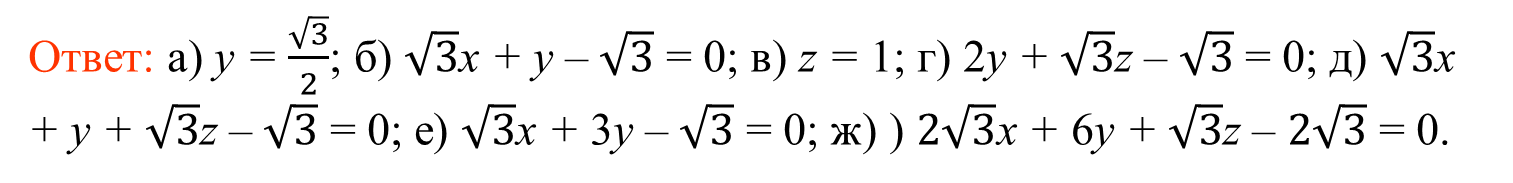 Ответ: а) y = √3/2; б) √3x + y – √3 = 0; в) z = 1; г) 2y + √3z – √3 = 0; д) √3x
+ y + √3z – √3 = 0; е) √3x + 3y – √3 = 0; ж) ) 2√3x + 6y + √3z – 2√3 = 0.